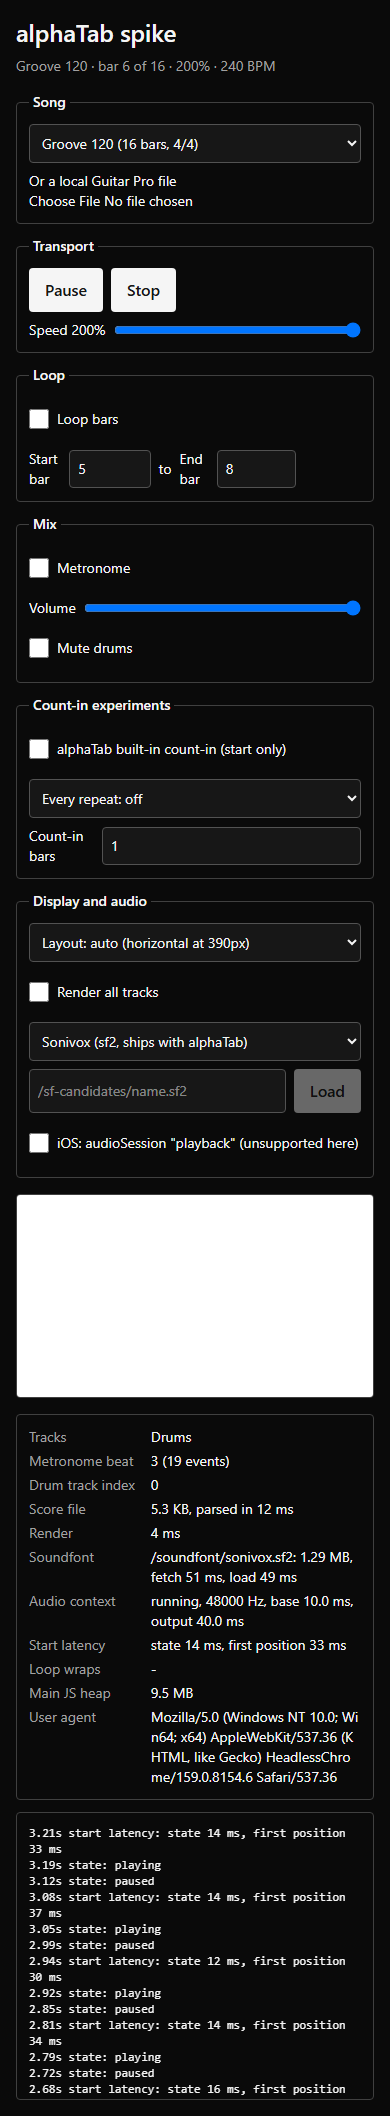 alphaTab spike
Groove 120 · bar 6 of 16 · 200% · 240 BPM
Song
Groove 120 (16 bars, 4/4)
Or a local Guitar Pro file
Choose File No file chosen
Transport
Pause Stop
Speed 200%
Loop
Loop bars
Start bar 5 to End bar 8
Mix
Metronome
Volume
Mute drums
Count-in experiments
alphaTab built-in count-in (start only)
Every repeat: off
Count-in bars 1
Display and audio
Layout: auto (horizontal at 390px)
Render all tracks
Sonivox (sf2, ships with alphaTab)
/sf-candidates/name.sf2 Load
iOS: audioSession "playback" (unsupported here)
Tracks Drums
Metronome beat 3 (19 events)
Drum track index 0
Score file 5.3 KB, parsed in 12 ms
Render 4 ms
Soundfont /soundfont/sonivox.sf2: 1.29 MB,
fetch 51 ms, load 49 ms
Audio context running, 48000 Hz, base 10.0 ms,
output 40.0 ms
Start latency state 14 ms, first position 33 ms
Loop wraps -
Main JS heap 9.5 MB
User agent Mozilla/5.0 (Windows NT 10.0; Wi
n64; x64) AppleWebKit/537.36 (K
HTML, like Gecko) HeadlessChro
me/159.0.8154.6 Safari/537.36
3.21s start latency: state 14 ms, first position
33 ms
3.19s state: playing
3.12s state: paused
3.08s start latency: state 14 ms, first position
37 ms
3.05s state: playing
2.99s state: paused
2.94s start latency: state 12 ms, first position
30 ms
2.92s state: playing
2.85s state: paused
2.81s start latency: state 14 ms, first position
34 ms
2.79s state: playing
2.72s state: paused
2.68s start latency: state 16 ms, first position